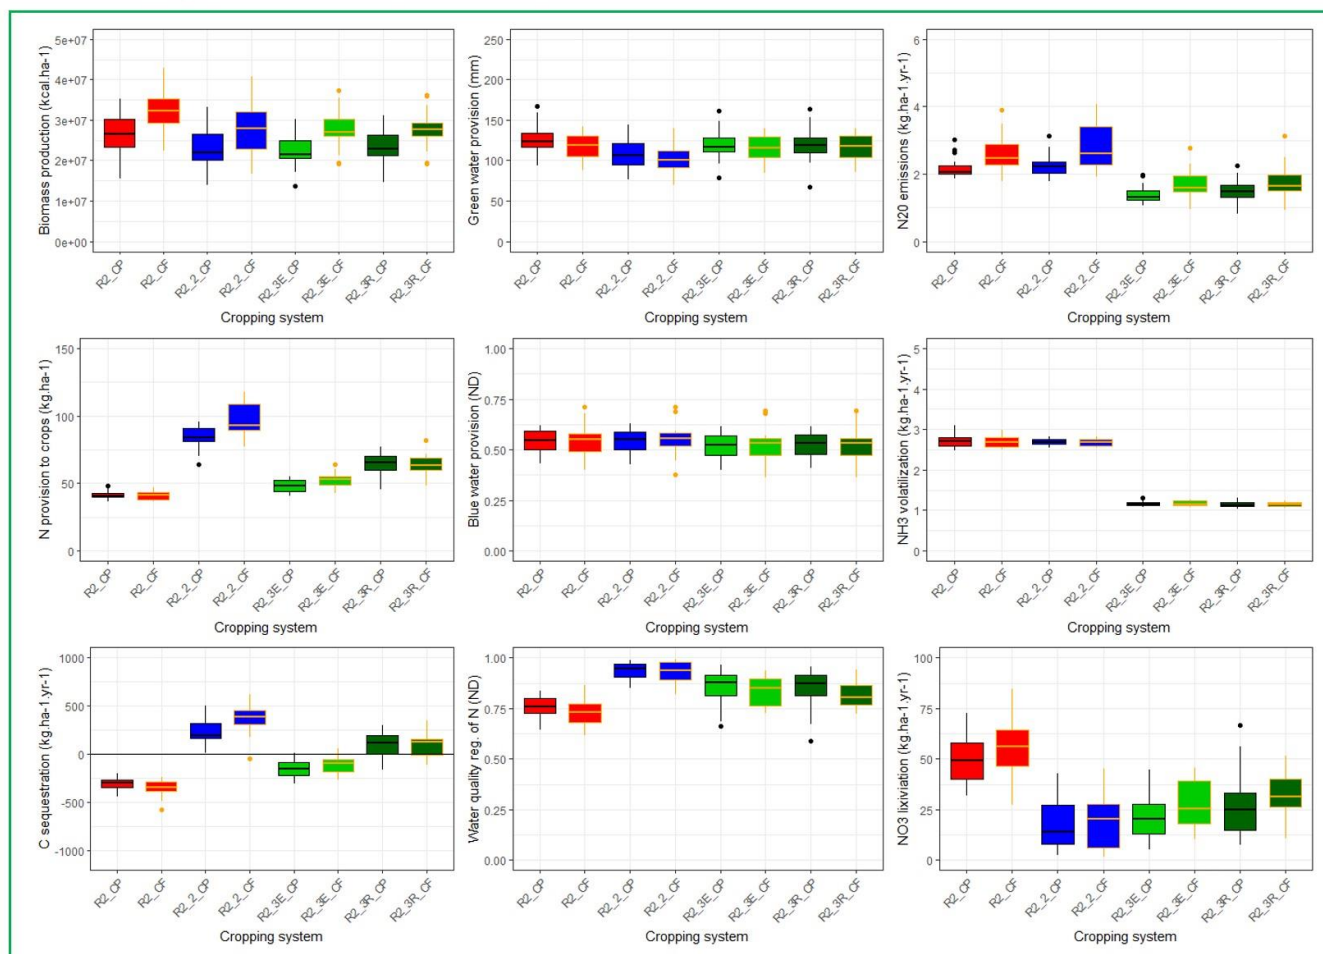 Biomass production (kcal.ha-1)
5e+07
4e+07
3e+07
2e+07
1e+07
0e+00
R2_CP
R2_CF
R2_2_CP
R2_2_CF
R2_3E_CP
R2_3E_CF
R2_3R_CP
R2_3R_CF
Cropping system
Green water provision (mm)
250
200
150
100
50
0
R2_CP
R2_CF
R2_2_CP
R2_2_CF
R2_3E_CP
R2_3E_CF
R2_3R_CP
R2_3R_CF
Cropping system
N20 emissions (kg.ha-1.yr-1)
6
4
2
0
R2_CP
R2_CF
R2_2_CP
R2_2_CF
R2_3E_CP
R2_3E_CF
R2_3R_CP
R2_3R_CF
Cropping system
N provision to crops (kg.ha-1)
150
100
50
0
R2_CP
R2_CF
R2_2_CP
R2_2_CF
R2_3E_CP
R2_3E_CF
R2_3R_CP
R2_3R_CF
Cropping system
Blue water provision (ND)
1.00
0.75
0.50
0.25
0.00
R2_CP
R2_CF
R2_2_CP
R2_2_CF
R2_3E_CP
R2_3E_CF
R2_3R_CP
R2_3R_CF
Cropping system
NH3 volatilization (kg.ha-1.yr-1)
5
4
3
2
1
0
R2_CP
R2_CF
R2_2_CP
R2_2_CF
R2_3E_CP
R2_3E_CF
R2_3R_CP
R2_3R_CF
Cropping system
C sequestration (kg.ha-1.yr-1)
1000
500
0
-500
-1000
R2_CP
R2_CF
R2_2_CP
R2_2_CF
R2_3E_CP
R2_3E_CF
R2_3R_CP
R2_3R_CF
Cropping system
Water quality reg. of N (ND)
1.00
0.75
0.50
0.25
0.00
R2_CP
R2_CF
R2_2_CP
R2_2_CF
R2_3E_CP
R2_3E_CF
R2_3R_CP
R2_3R_CF
Cropping system
NO3 lixiviation (kg.ha-1.yr-1)
100
75
50
25
0
R2_CP
R2_CF
R2_2_CP
R2_2_CF
R2_3E_CP
R2_3E_CF
R2_3R_CP
R2_3R_CF
Cropping system